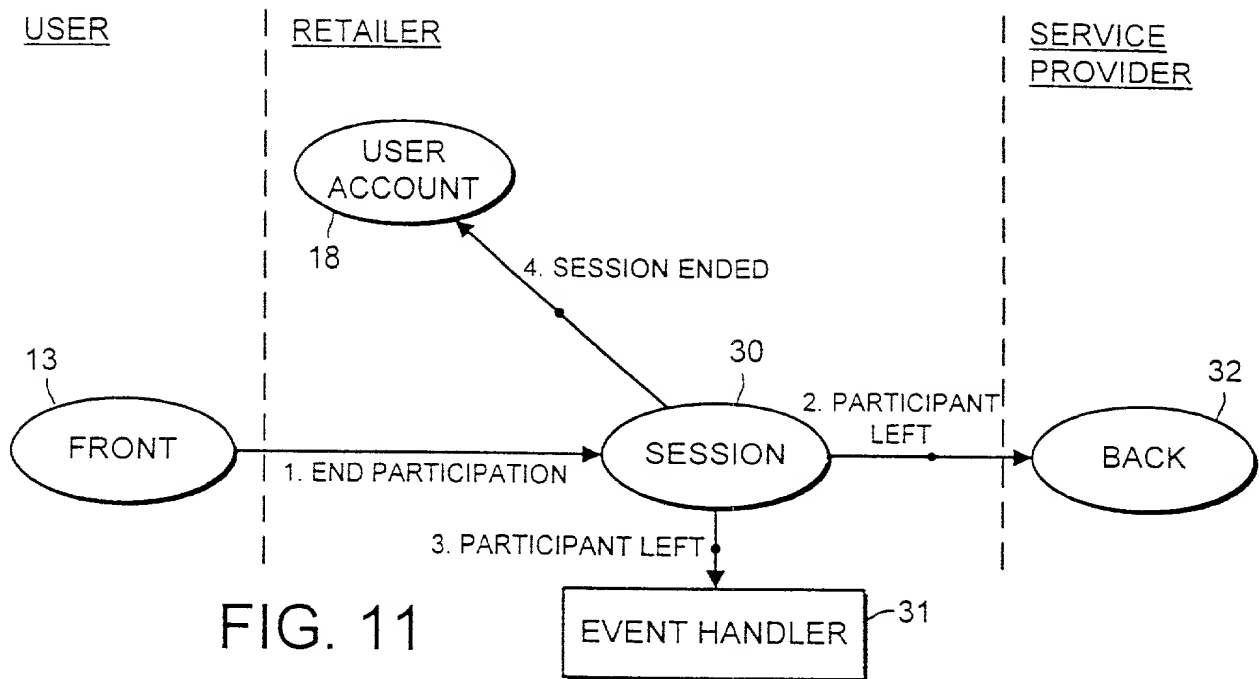 USER
RETAILER
SERVICE
PROVIDER
USER
ACCOUNT
18
4. SESSION ENDED
13
30
32
2. PARTICIPANT
LEFT
FRONT
SESSION
BACK
1. END PARTICIPATION
3. PARTICIPANT LEFT
31
EVENT HANDLER
FIG. 11